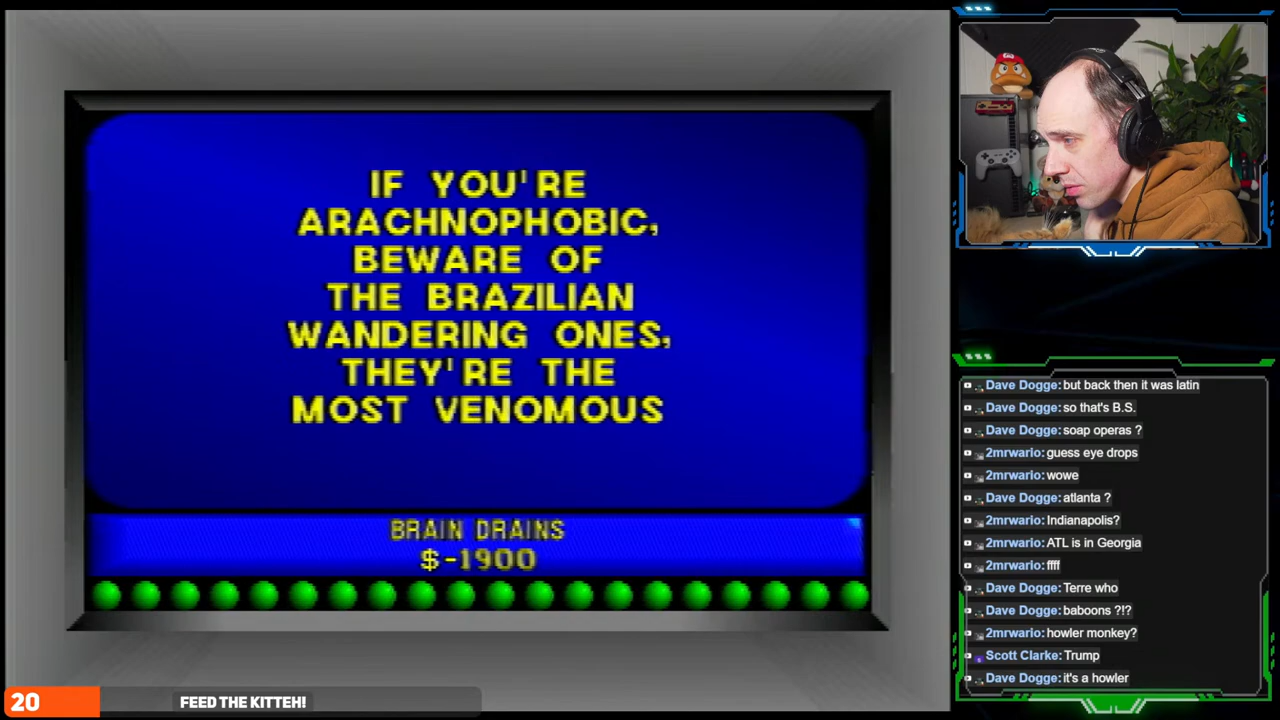 IF YOU'RE
ARACHNOPHOBIC,
BEWARE OF
THE BRAZILIAN
WANDERING ONES,
THEY'RE THE
MOST VENOMOUS
BRAIN DRAINS
$-1900
20
FEED THE KITTEH!
Dave Dogge: but back then it was latin
Dave Dogge: so that's B.S.
Dave Dogge: soap operas ?
2mrwario: guess eye drops
2mrwario: wowe
Dave Dogge: atlanta ?
2mrwario: Indianapolis?
2mrwario: ATL is in Georgia
2mrwario: ffff
Dave Dogge: Terre who
Dave Dogge: baboons ?!?
2mrwario: howler monkey?
Scott Clarke: Trump
Dave Dogge: it's a howler